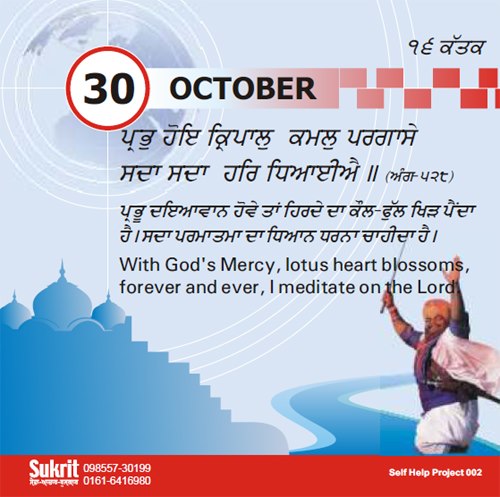 ੧੬ ਕੱਤਕ
30 OCTOBER
ਪ੍ਰਭੁ ਹੋਇ ਕ੍ਰਿਪਾਲੁ ਕਮਲੁ ਪਰਗਾਸੇ
ਸਦਾ ਸਦਾ ਹਰਿ ਧਿਆਈਐ ॥ (ਅੰਗ-੫੨੮)
ਪ੍ਰਭੂ ਦਇਆਵਾਨ ਹੋਵੇ ਤਾਂ ਹਿਰਦੇ ਦਾ ਕੌਲ-ਫੁੱਲ ਖਿੜ ਪੈਂਦਾ
ਹੈ। ਸਦਾ ਪਰਮਾਤਮਾ ਦਾ ਧਿਆਨ ਧਰਨਾ ਚਾਹੀਦਾ ਹੈ।
With God's Mercy, lotus heart blossoms,
forever and ever, I meditate on the Lord.
Sukrit 098557-30199
0161-6416980
Self Help Project 002